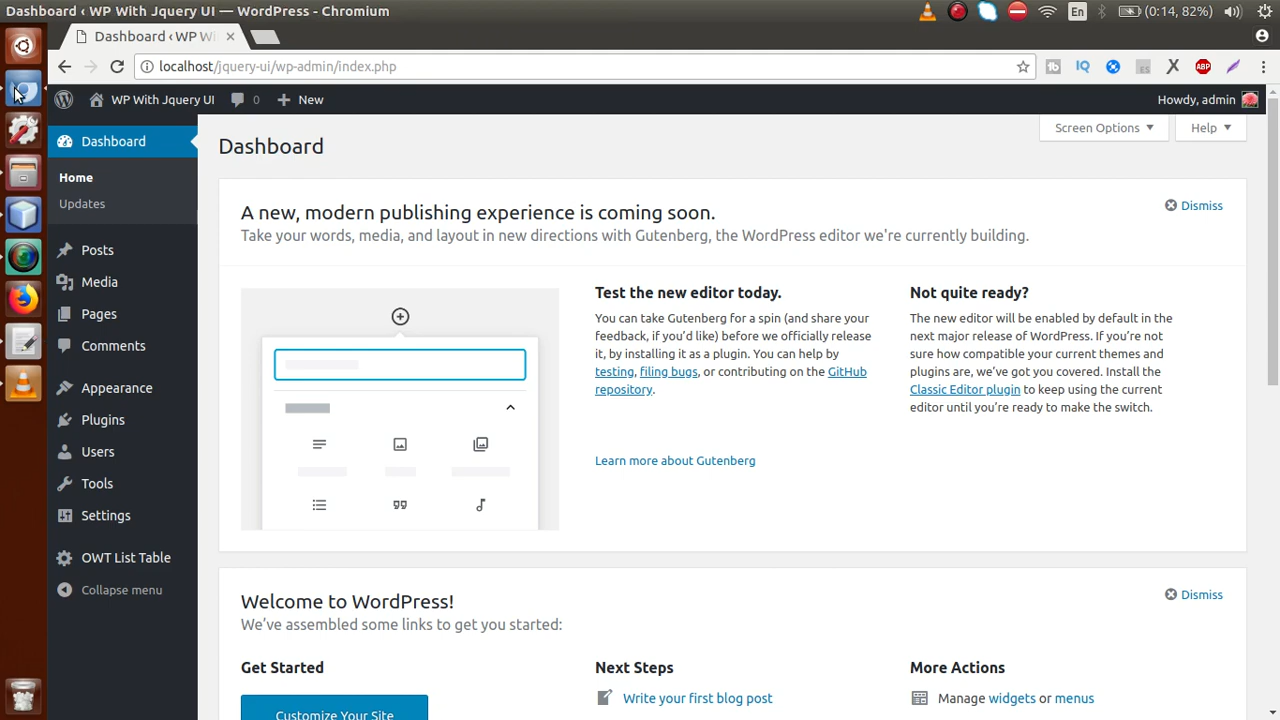 Dashboard ‹ WP With Jquery UI — WordPress - Chromium
En
(0:14, 82%)
Dashboard ‹ WP Wi
localhost/jquery-ui/wp-admin/index.php
IQ
ABP
WP With Jquery UI
0
New
Howdy, admin
Dashboard
Home
Updates
Posts
Media
Pages
Comments
Appearance
Plugins
Users
Tools
Settings
OWT List Table
Collapse menu
Screen Options
Help
Dashboard
A new, modern publishing experience is coming soon.
Dismiss
Take your words, media, and layout in new directions with Gutenberg, the WordPress editor we're currently building.
Test the new editor today.
You can take Gutenberg for a spin (and share your
feedback, if you'd like) before we officially release
it, by installing it as a plugin. You can help by
testing, filing bugs, or contributing on the GitHub
repository.
Learn more about Gutenberg
Not quite ready?
The new editor will be enabled by default in the
next major release of WordPress. If you're not
sure how compatible your current themes and
plugins are, we've got you covered. Install the
Classic Editor plugin to keep using the current
editor until you're ready to make the switch.
Welcome to WordPress!
Dismiss
We've assembled some links to get you started:
Get Started
Customize Your Site
Next Steps
Write your first blog post
More Actions
Manage widgets or menus